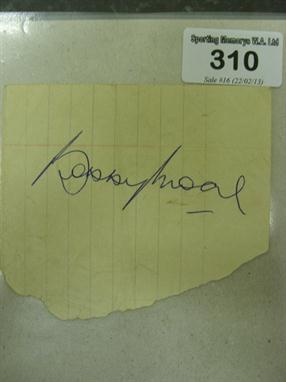 Sporting Memorys W.A. Ltd
310
Sale #16 (22/02/13)
Bobby Moore